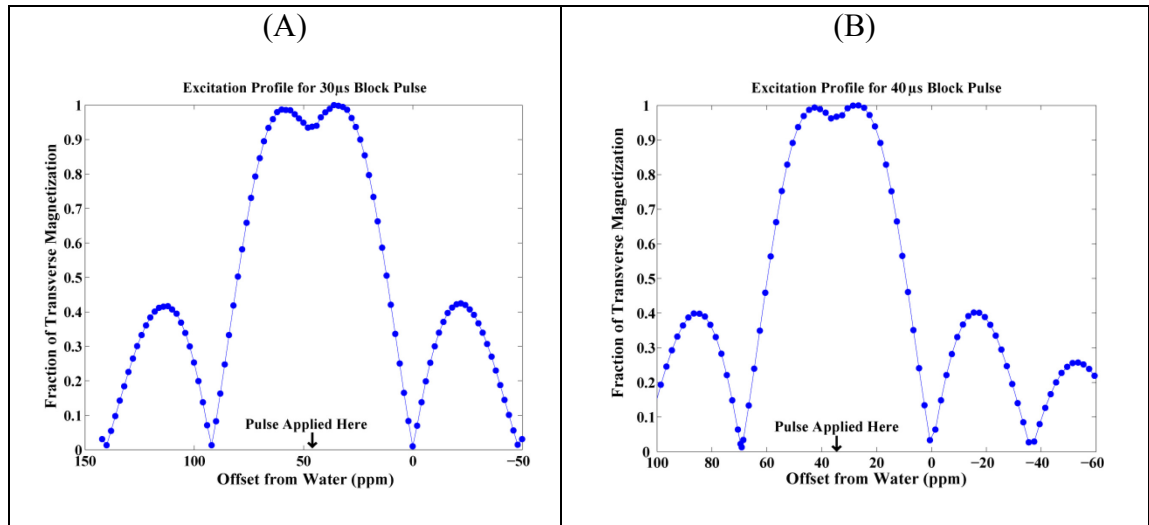 (A)
Excitation Profile for 30µs Block Pulse
Fraction of Transverse Magnetization
1
0.9
0.8
0.7
0.6
0.5
0.4
0.3
0.2
0.1
0
Pulse Applied Here
150 100 50 0 −50
Offset from Water (ppm)
(B)
Excitation Profile for 40µs Block Pulse
Fraction of Transverse Magnetization
1
0.9
0.8
0.7
0.6
0.5
0.4
0.3
0.2
0.1
0
Pulse Applied Here
100 80 60 40 20 0 −20 −40 −60
Offset from Water (ppm)